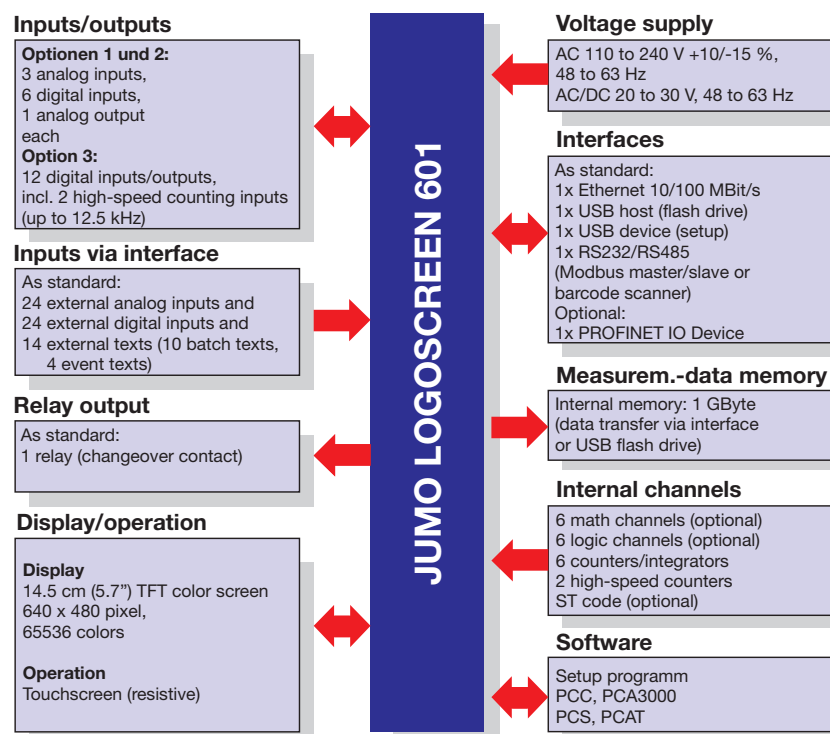 Inputs/outputs
Optionen 1 und 2:
3 analog inputs,
6 digital inputs,
1 analog output
each
Option 3:
12 digital inputs/outputs,
incl. 2 high-speed counting inputs
(up to 12.5 kHz)
Inputs via interface
As standard:
24 external analog inputs and
24 external digital inputs and
14 external texts (10 batch texts,
4 event texts)
Relay output
As standard:
1 relay (changeover contact)
Display/operation
Display
14.5 cm (5.7”) TFT color screen
640 x 480 pixel,
65536 colors
Operation
Touchscreen (resistive)
JUMO LOGOSCREEN 601
Voltage supply
AC 110 to 240 V +10/-15 %,
48 to 63 Hz
AC/DC 20 to 30 V, 48 to 63 Hz
Interfaces
As standard:
1x Ethernet 10/100 MBit/s
1x USB host (flash drive)
1x USB device (setup)
1x RS232/RS485
(Modbus master/slave or
barcode scanner)
Optional:
1x PROFINET IO Device
Measurem.-data memory
Internal memory: 1 GByte
(data transfer via interface
or USB flash drive)
Internal channels
6 math channels (optional)
6 logic channels (optional)
6 counters/integrators
2 high-speed counters
ST code (optional)
Software
Setup programm
PCC, PCA3000
PCS, PCAT